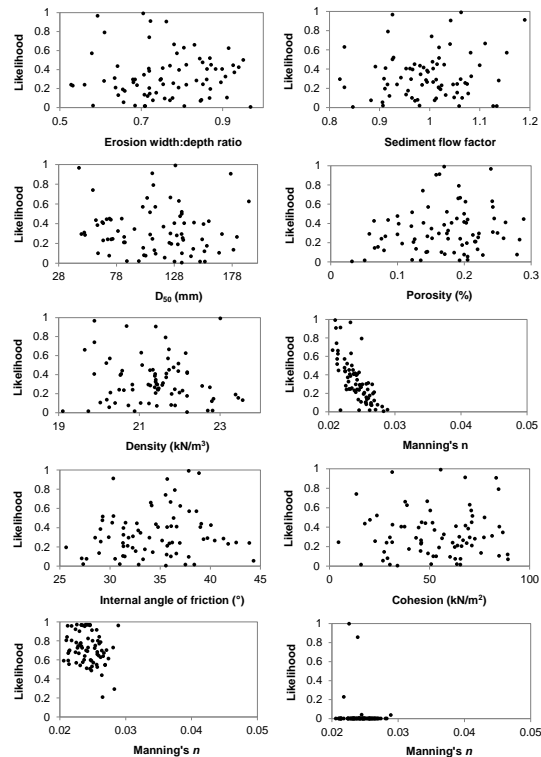 1
0.8
0.6
0.4
0.2
0
Likelihood
0.5 0.7 0.9
Erosion width:depth ratio
1
0.8
0.6
0.4
0.2
0
Likelihood
0.8 0.9 1 1.1 1.2
Sediment flow factor
1
0.8
0.6
0.4
0.2
0
Likelihood
28 78 128 178
D50 (mm)
1
0.8
0.6
0.4
0.2
0
Likelihood
0 0.1 0.2 0.3
Porosity (%)
1
0.8
0.6
0.4
0.2
0
Likelihood
19 21 23
Density (kN/m³)
1
0.8
0.6
0.4
0.2
0
Likelihood
0.02 0.03 0.04 0.05
Manning's n
1
0.8
0.6
0.4
0.2
0
Likelihood
25 30 35 40 45
Internal angle of friction (°)
1
0.8
0.6
0.4
0.2
0
Likelihood
0 50 100
Cohesion (kN/m²)
1
0.8
0.6
0.4
0.2
0
Likelihood
0.02 0.03 0.04 0.05
Manning's n
1
0.8
0.6
0.4
0.2
0
Likelihood
0.02 0.03 0.04 0.05
Manning's n